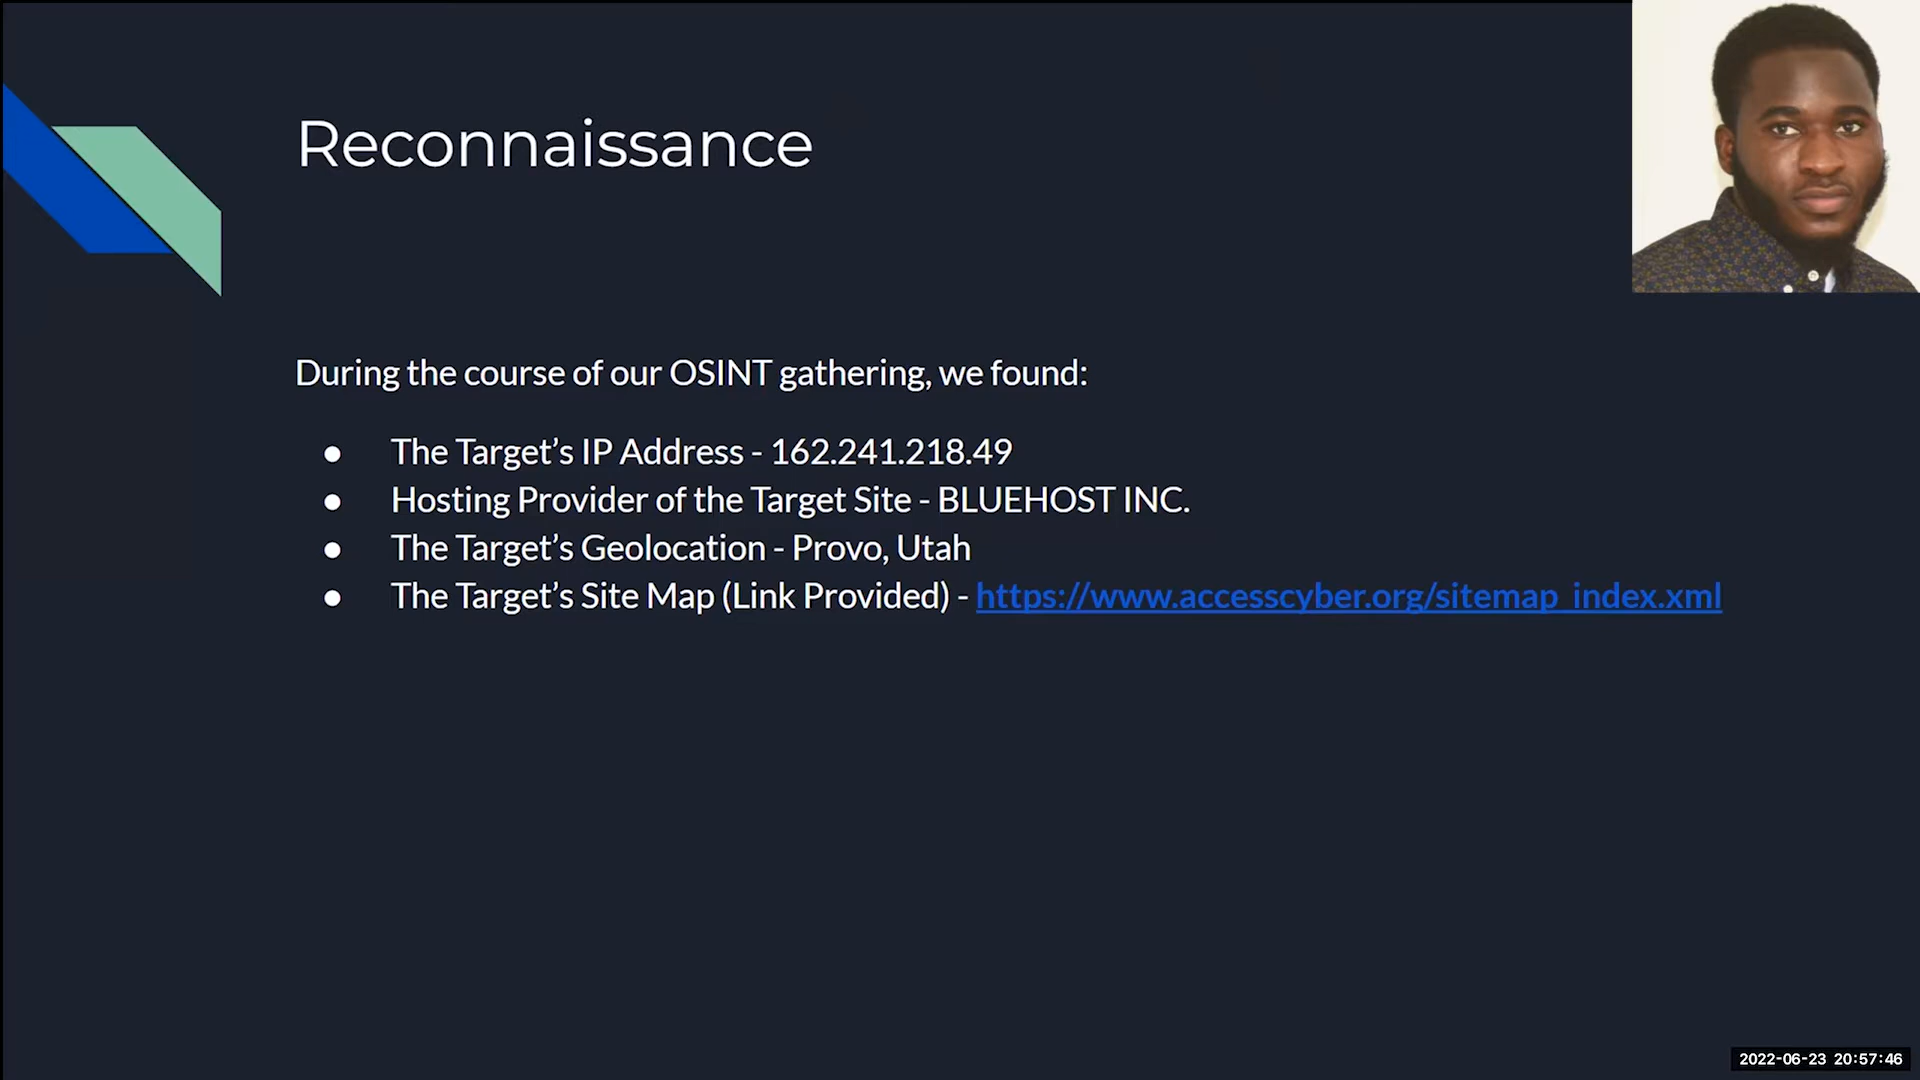 Reconnaissance
During the course of our OSINT gathering, we found:
● The Target’s IP Address - 162.241.218.49
● Hosting Provider of the Target Site - BLUEHOST INC.
● The Target’s Geolocation - Provo, Utah
● The Target’s Site Map (Link Provided) - https://www.accesscyber.org/sitemap_index.xml
2022-06-23 20:57:46